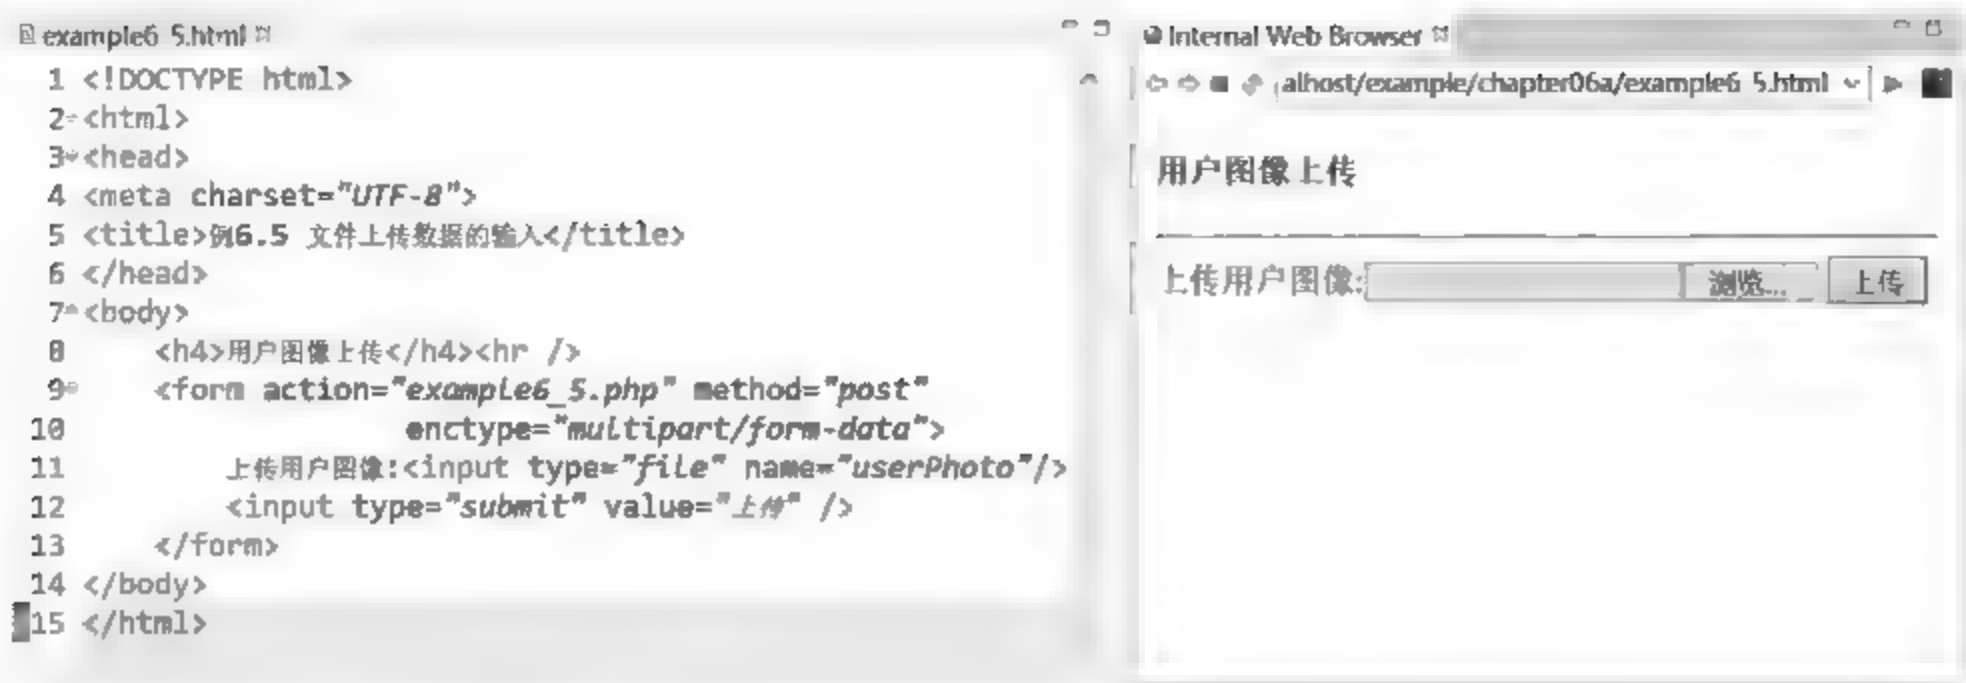 example6_5.html
1 <!DOCTYPE html>
2 <html>
3 <head>
4 <meta charset="UTF-8">
5 <title>例6.5 文件上传数据的输入</title>
6 </head>
7 <body>
8 <h4>用户图像上传</h4><hr />
9 <form action="example6_5.php" method="post"
10 enctype="multipart/form-data">
11 上传用户图像:<input type="file" name="userPhoto"/>
12 <input type="submit" value="上传" />
13 </form>
14 </body>
15 </html>
Internal Web Browser
alhost/example/chapter06a/example6_5.html
用户图像上传
上传用户图像: 浏览... 上传